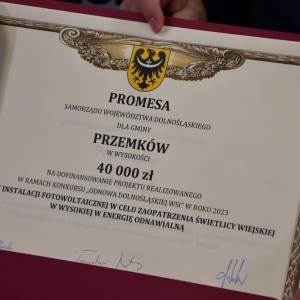 PROMESA
SAMORZĄDU WOJEWÓDZTWA DOLNOŚLĄSKIEGO
DLA GMINY
PRZEMKÓW
W WYSOKOŚCI
40 000 zł
NA DOFINANSOWANIE PROJEKTU REALIZOWANEGO
W RAMACH KONKURSU „ODNOWA DOLNOŚLĄSKIEJ WSI” W ROKU 2023
INSTALACJI FOTOWOLTAICZNEJ W CELU ZAOPATRZENIA ŚWIETLICY WIEJSKIEJ
W WYSOKIEJ W ENERGIĘ ODNAWIALNĄ